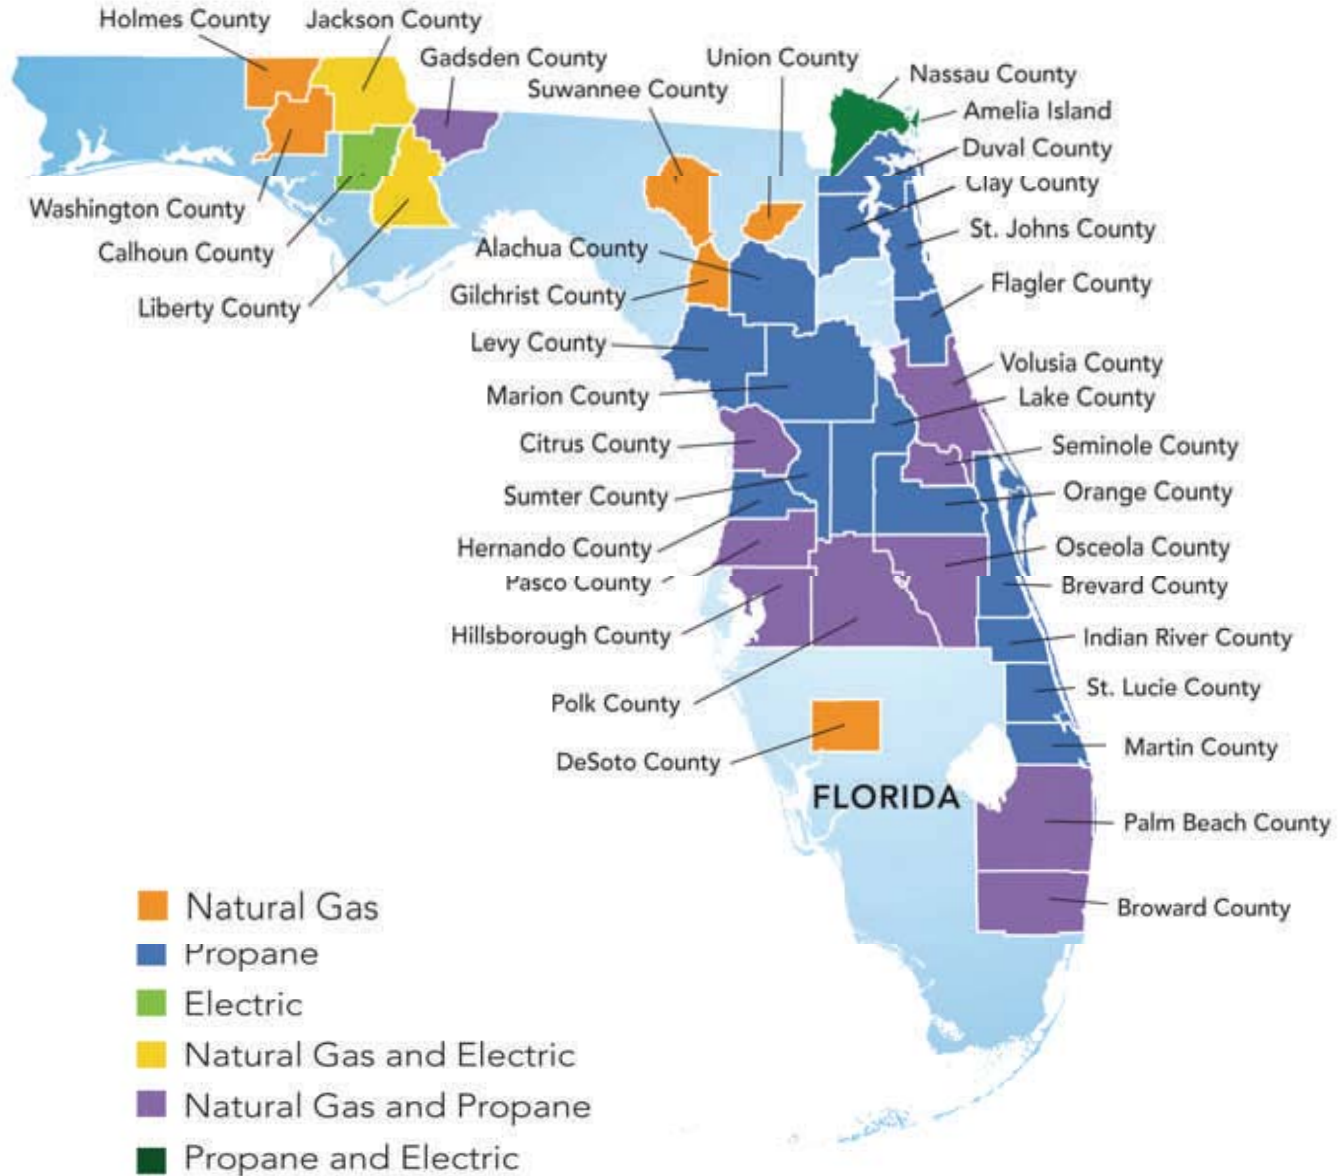 Holmes County
Jackson County
Gadsden County
Union County
Suwannee County
Nassau County
Amelia Island
Duval County
Clay County
Washington County
St. Johns County
Calhoun County
Alachua County
Flagler County
Liberty County
Gilchrist County
Levy County
Volusia County
Marion County
Lake County
Citrus County
Seminole County
Sumter County
Orange County
Hernando County
Osceola County
Pasco County
Brevard County
Hillsborough County
Indian River County
St. Lucie County
Polk County
Martin County
DeSoto County
FLORIDA
Palm Beach County
Broward County
Natural Gas
Propane
Electric
Natural Gas and Electric
Natural Gas and Propane
Propane and Electric